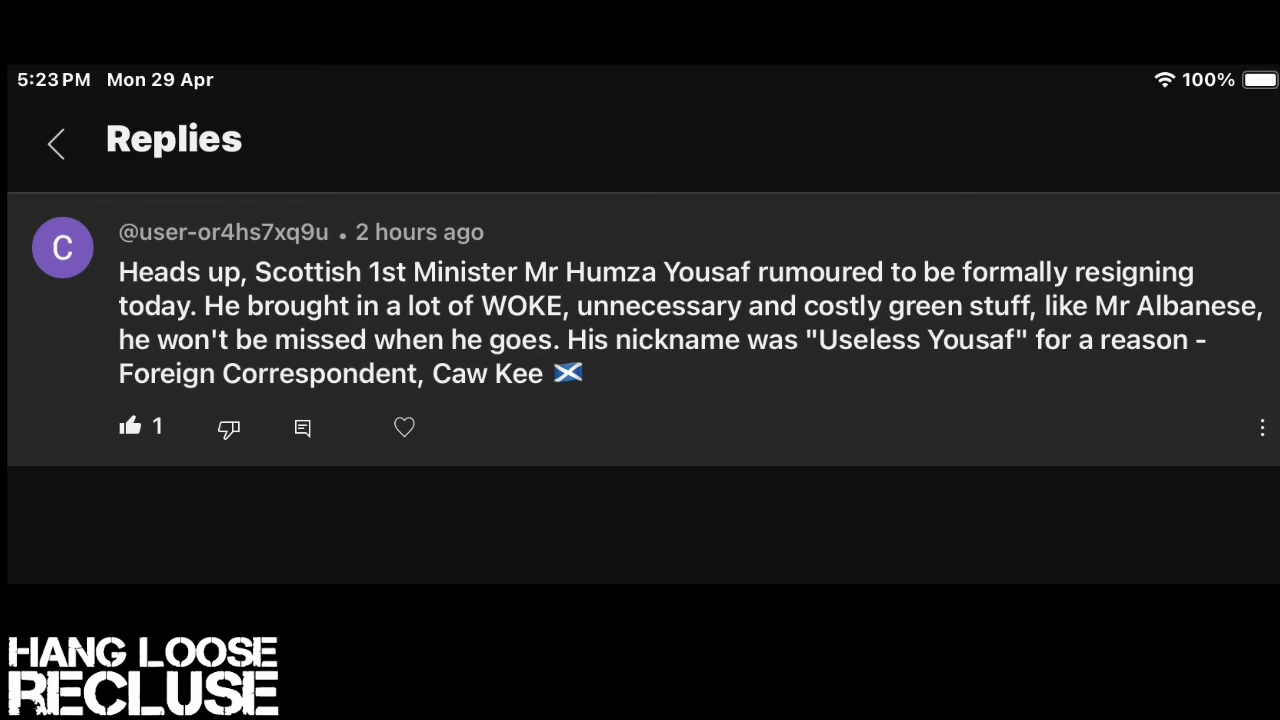 5:23 PM Mon 29 Apr 100%
Replies
C
@user-or4hs7xq9u . 2 hours ago
Heads up, Scottish 1st Minister Mr Humza Yousaf rumoured to be formally resigning
today. He brought in a lot of WOKE, unnecessary and costly green stuff, like Mr Albanese,
he won't be missed when he goes. His nickname was "Useless Yousaf" for a reason -
Foreign Correspondent, Caw Kee 🏴󠁧󠁢󠁳󠁣󠁴󠁿
1
HANG LOOSE
RECLUSE